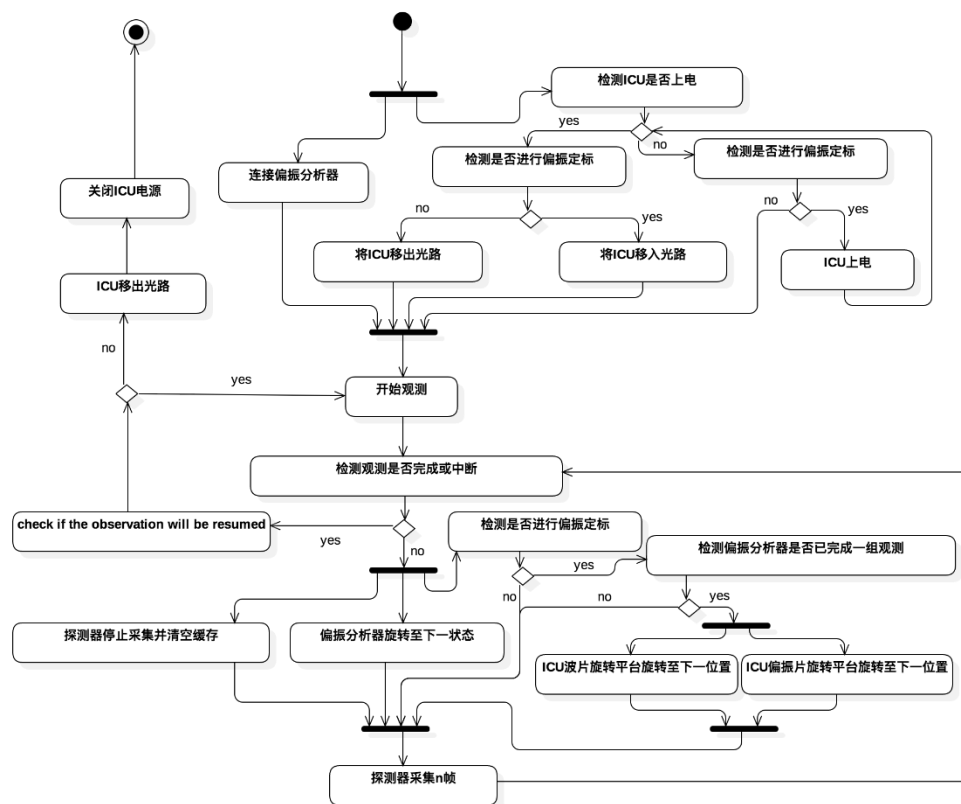 检测ICU是否上电
yes
no
检测是否进行偏振定标
检测是否进行偏振定标
连接偏振分析器
关闭ICU电源
no
yes
no
yes
将ICU移出光路
将ICU移入光路
ICU上电
ICU移出光路
no
yes
开始观测
检测观测是否完成或中断
check if the observation will be resumed
yes
no
检测是否进行偏振定标
检测偏振分析器是否已完成一组观测
yes
no
no
yes
探测器停止采集并清空缓存
偏振分析器旋转至下一状态
ICU波片旋转平台旋转至下一位置
ICU偏振片旋转平台旋转至下一位置
探测器采集n帧